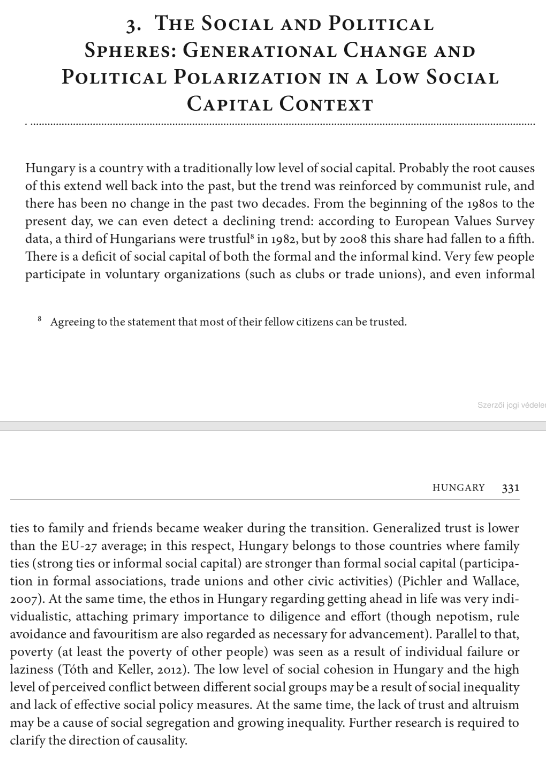 3. The Social and Political
Spheres: Generational Change and
Political Polarization in a Low Social
Capital Context
Hungary is a country with a traditionally low level of social capital. Probably the root causes
of this extend well back into the past, but the trend was reinforced by communist rule, and
there has been no change in the past two decades. From the beginning of the 1980s to the
present day, we can even detect a declining trend: according to European Values Survey
data, a third of Hungarians were trustful⁸ in 1982, but by 2008 this share had fallen to a fifth.
There is a deficit of social capital of both the formal and the informal kind. Very few people
participate in voluntary organizations (such as clubs or trade unions), and even informal
⁸ Agreeing to the statement that most of their fellow citizens can be trusted.
Szerzői jogi védele
HUNGARY 331
ties to family and friends became weaker during the transition. Generalized trust is lower
than the EU-27 average; in this respect, Hungary belongs to those countries where family
ties (strong ties or informal social capital) are stronger than formal social capital (participa-
tion in formal associations, trade unions and other civic activities) (Pichler and Wallace,
2007). At the same time, the ethos in Hungary regarding getting ahead in life was very indi-
vidualistic, attaching primary importance to diligence and effort (though nepotism, rule
avoidance and favouritism are also regarded as necessary for advancement). Parallel to that,
poverty (at least the poverty of other people) was seen as a result of individual failure or
laziness (Tóth and Keller, 2012). The low level of social cohesion in Hungary and the high
level of perceived conflict between different social groups may be a result of social inequality
and lack of effective social policy measures. At the same time, the lack of trust and altruism
may be a cause of social segregation and growing inequality. Further research is required to
clarify the direction of causality.